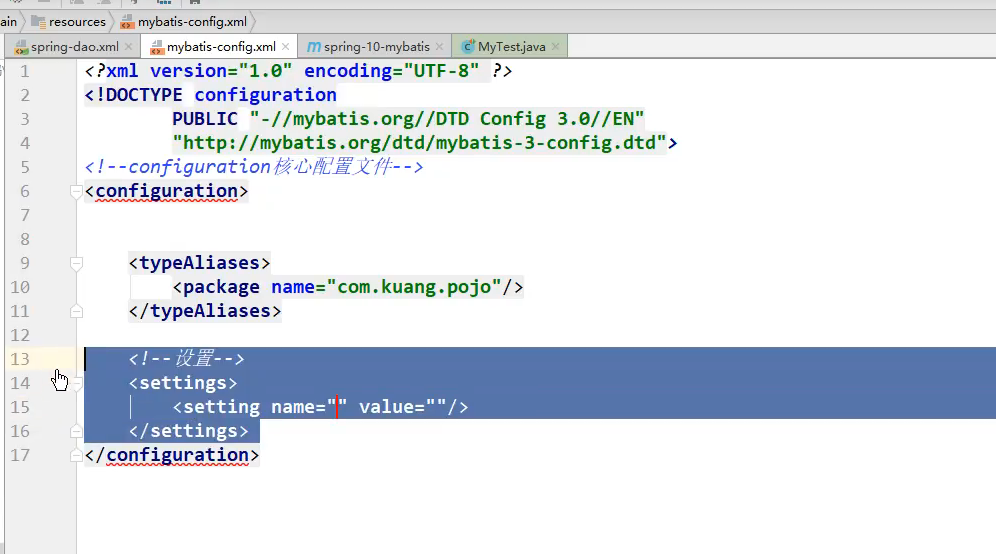 ain resources mybatis-config.xml
spring-dao.xml mybatis-config.xml spring-10-mybatis MyTest.java
1 <?xml version="1.0" encoding="UTF-8" ?>
2 <!DOCTYPE configuration
3 PUBLIC "-//mybatis.org//DTD Config 3.0//EN"
4 "http://mybatis.org/dtd/mybatis-3-config.dtd">
5 <!--configuration核心配置文件-->
6 <configuration>
7
8
9 <typeAliases>
10 <package name="com.kuang.pojo"/>
11 </typeAliases>
12
13 <!--设置-->
14 <settings>
15 <setting name="" value=""/>
16 </settings>
17 </configuration>